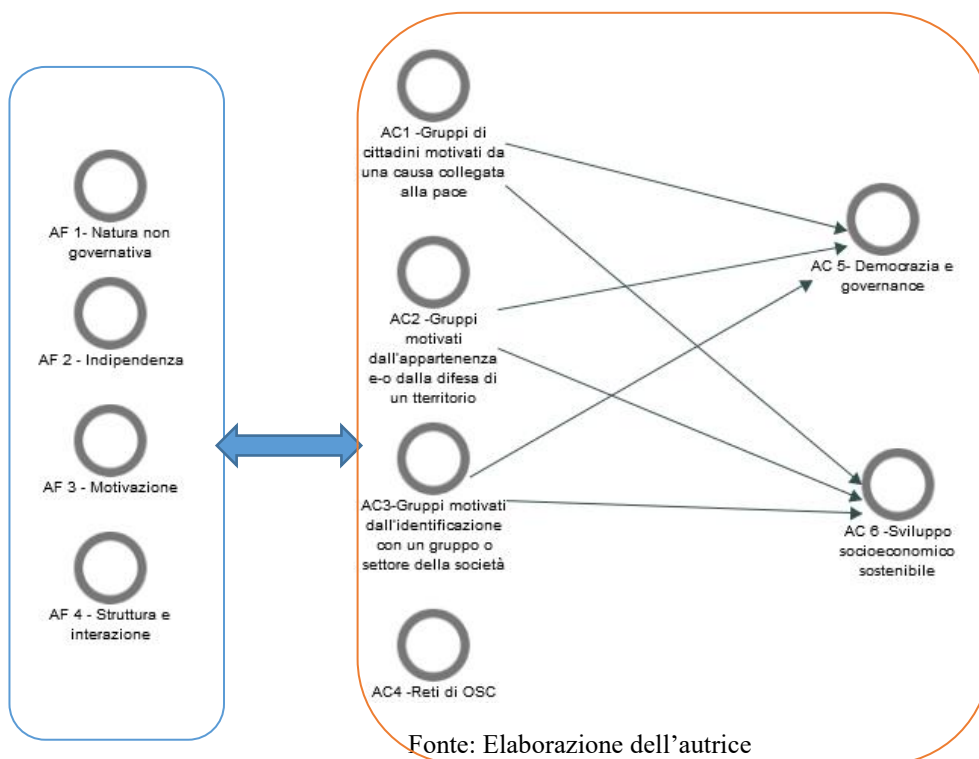 AF 1- Natura non
governativa
AF 2 - Indipendenza
AF 3 - Motivazione
AF 4 - Struttura e
interazione
AC1 -Gruppi di
cittadini motivati da
una causa collegata
alla pace
AC2 -Gruppi
motivati
dall'appartenenza
e-o dalla difesa di
un tterritorio
AC3-Gruppi motivati
dall'identificazione
con un gruppo o
settore della società
AC4 -Reti di OSC
AC 5- Democrazia e
governance
AC 6 -Sviluppo
socioeconomico
sostenibile
Fonte: Elaborazione dell'autrice